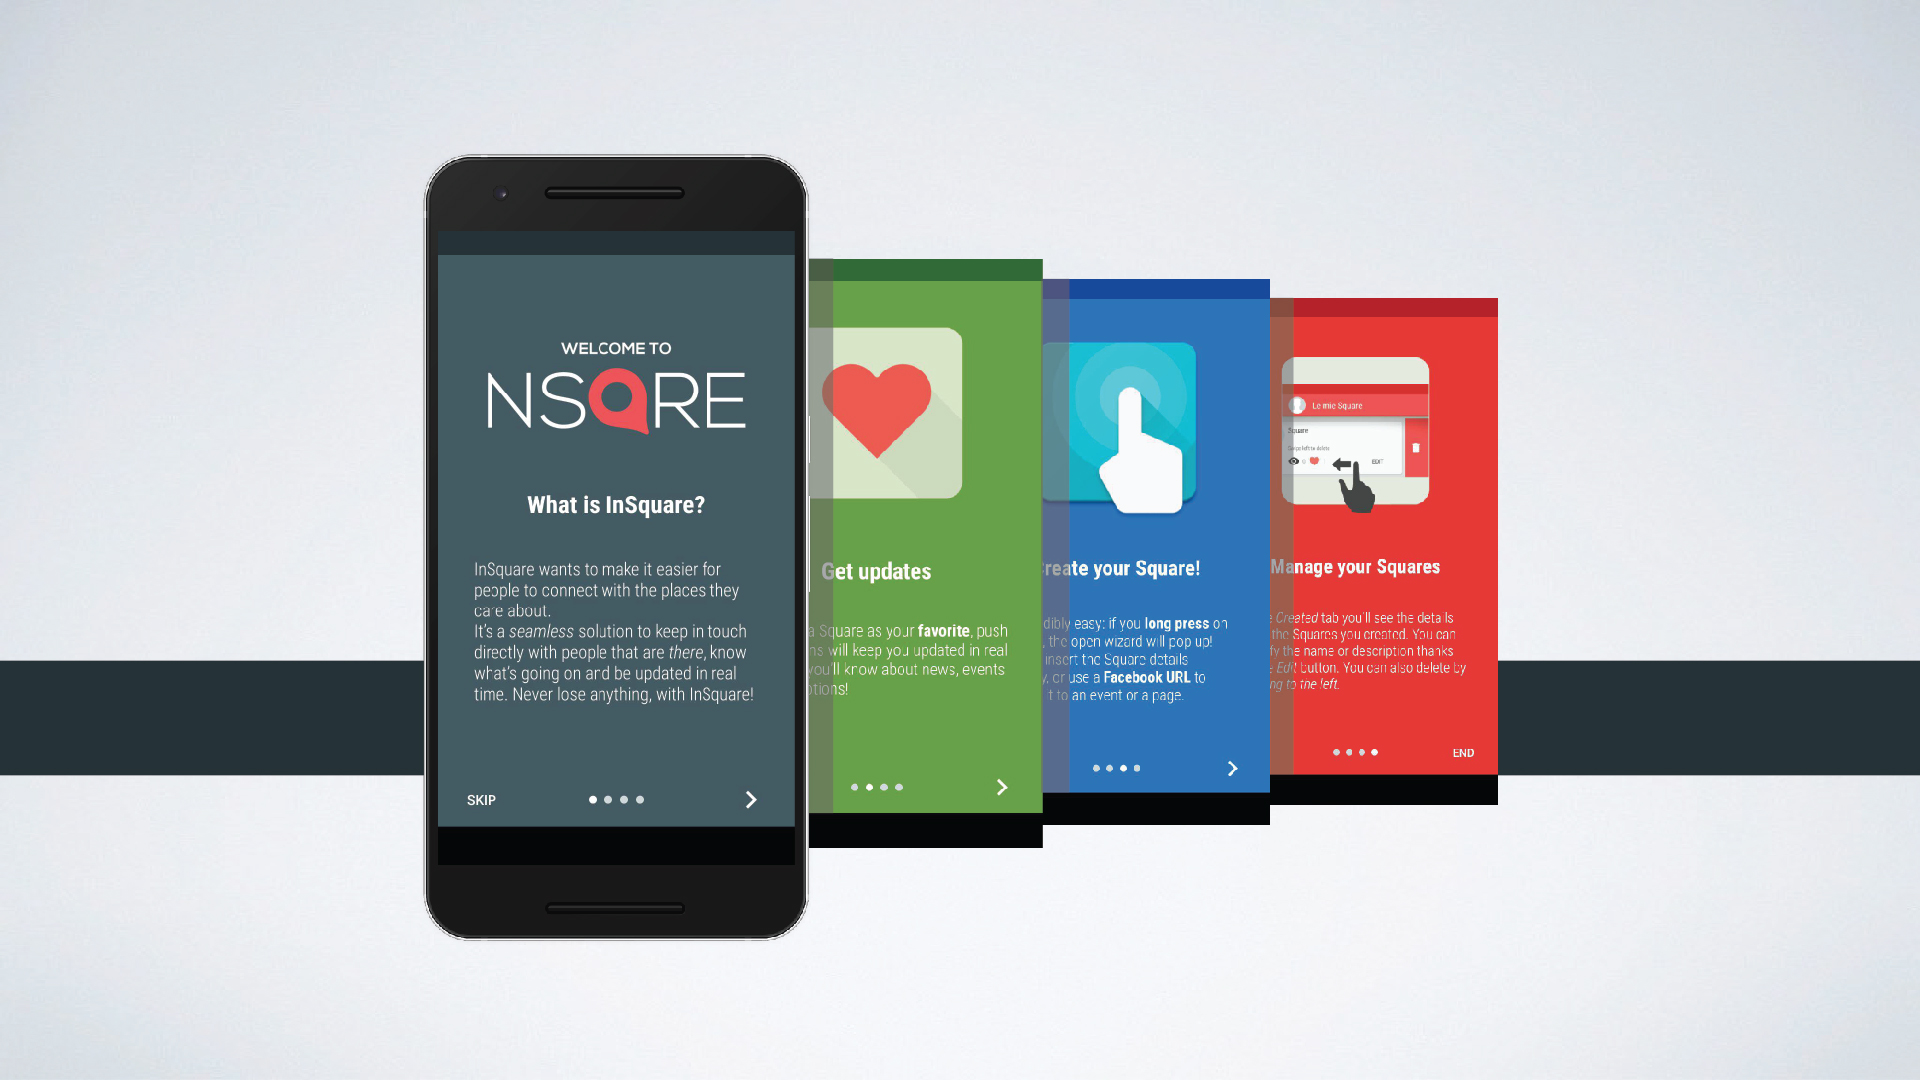 WELCOME TO
NSQRE
What is InSquare?
InSquare wants to make it easier for
people to connect with the places they
care about.
It's a seamless solution to keep in touch
directly with people that are there, know
what's going on and be updated in real
time. Never lose anything, with InSquare!
SKIP
Get updates
a Square as your favorite, push
ns will keep you updated in real
you'll know about news, events
otions!
Create your Square!
dibly easy: if you long press on
, the open wizard will pop up!
insert the Square details
y, or use a Facebook URL to
it to an event or a page.
Le mie Square
Square
Swipe left to delete
EDIT
Manage your Squares
e Created tab you'll see the details
the Squares you created. You can
fy the name or description thanks
e Edit button. You can also delete by
ng to the left.
END